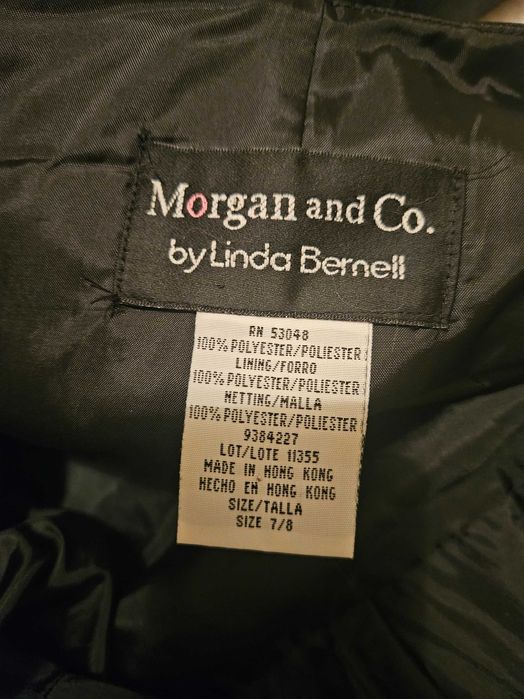 Morgan and Co.
by Linda Bernell
RN 53048
100% POLYESTER/POLIESTER
LINING/FORRO
100% POLYESTER/POLIESTER
NETTING/MALLA
100% POLYESTER/POLIESTER
9384227
LOT/LOTE 11355
MADE IN HONG KONG
HECHO EN HONG KONG
SIZE/TALLA
SIZE 7/8